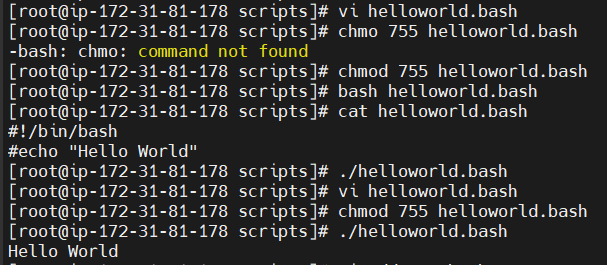 [root@ip-172-31-81-178 scripts]# vi helloworld.bash
[root@ip-172-31-81-178 scripts]# chmo 755 helloworld.bash
-bash: chmo: command not found
[root@ip-172-31-81-178 scripts]# chmod 755 helloworld.bash
[root@ip-172-31-81-178 scripts]# bash helloworld.bash
[root@ip-172-31-81-178 scripts]# cat helloworld.bash
#!/bin/bash
#echo "Hello World"
[root@ip-172-31-81-178 scripts]# ./helloworld.bash
[root@ip-172-31-81-178 scripts]# vi helloworld.bash
[root@ip-172-31-81-178 scripts]# chmod 755 helloworld.bash
[root@ip-172-31-81-178 scripts]# ./helloworld.bash
Hello World